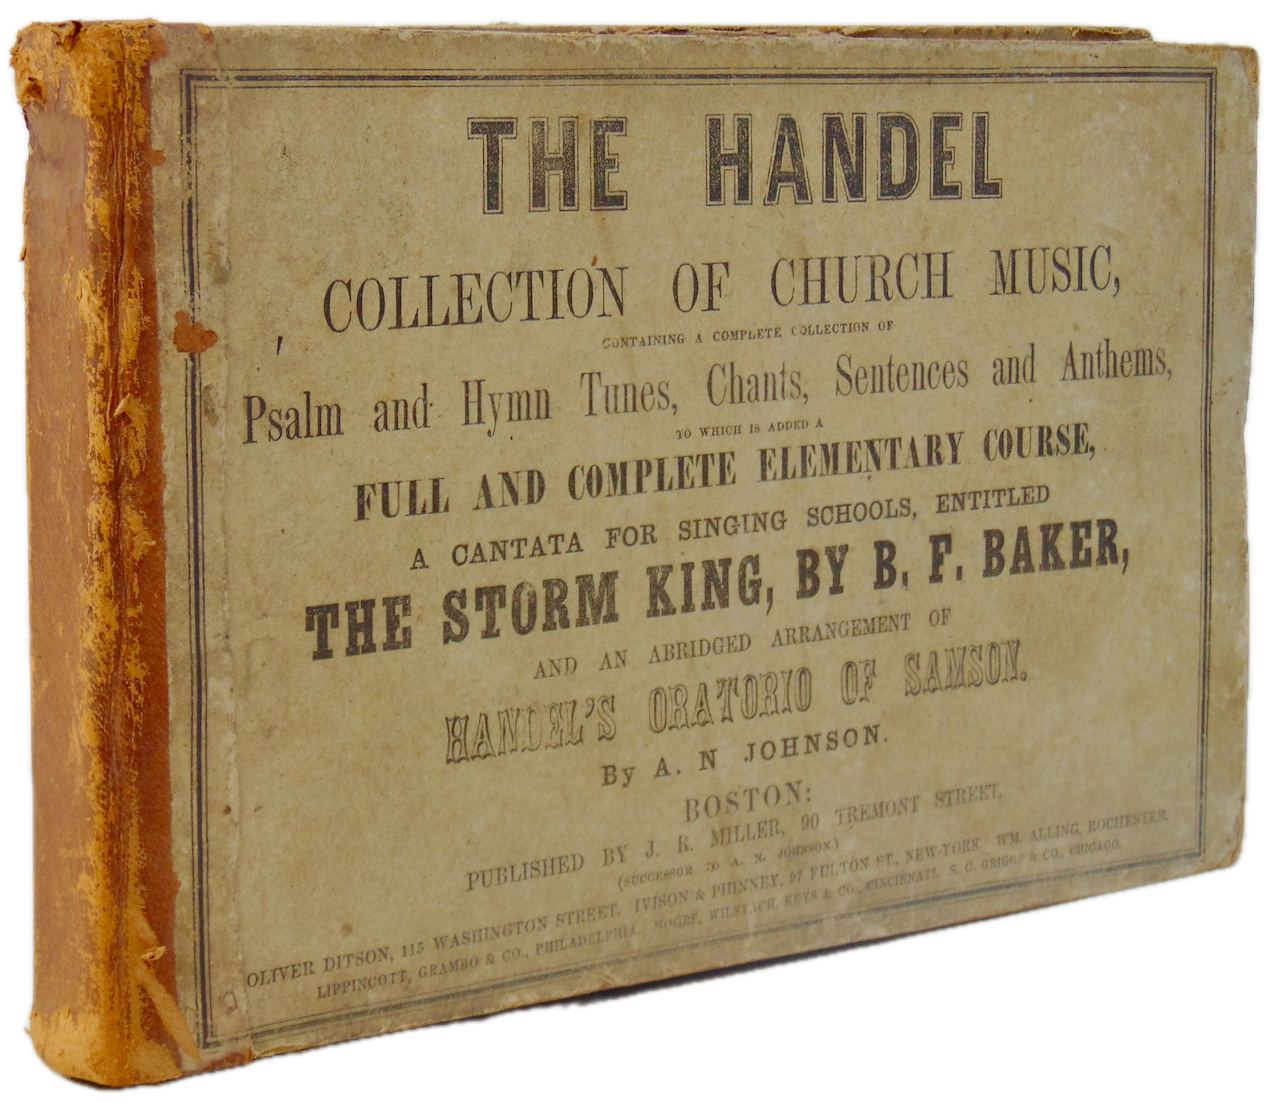 THE HANDEL
COLLECTION OF CHURCH MUSIC,
CONTAINING A COMPLETE COLLECTION OF
Psalm and Hymn Tunes, Chants, Sentences and Anthems,
TO WHICH IS ADDED A
FULL AND COMPLETE ELEMENTARY COURSE,
A CANTATA FOR SINGING SCHOOLS, ENTITLED
THE STORM KING, BY B. F. BAKER,
AND AN ABRIDGED ARRANGEMENT OF
HANDEL'S ORATORIO OF SAMSON.
By A. N JOHNSON.
BOSTON:
PUBLISHED BY J. R. MILLER, 90 TREMONT STREET,
(SUCCESSOR TO A. N. JOHNSON.)
OLIVER DITSON, 115 WASHINGTON STREET. IVISON & PHINNEY, 97 FULTON ST., NEW-YORK. WM. ALLING, ROCHESTER,
LIPPINCOTT, GRAMBO & CO., PHILADELPHIA. MOORE, WILSTACH, KEYS & CO., CINCINNATI. S. C. GRIGGS & CO., CHICAGO.